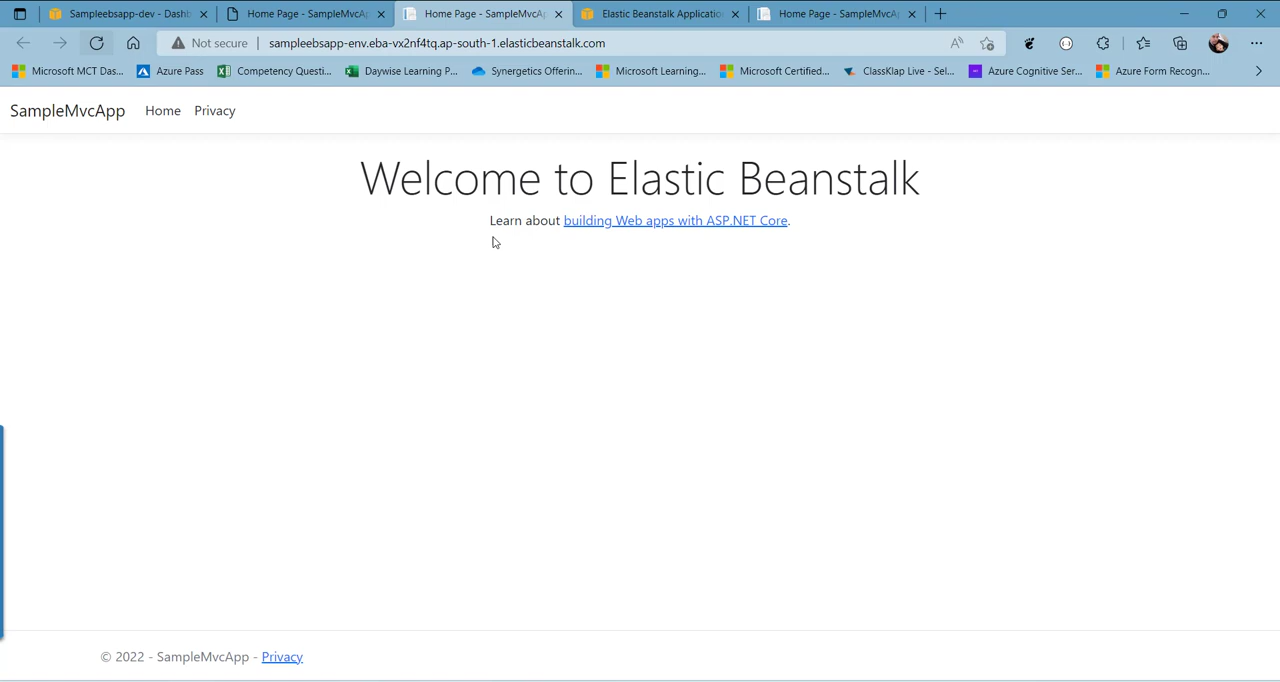 Sampleebsapp-dev - Dashb
Home Page - SampleMvcAp
Home Page - SampleMvcAp
Elastic Beanstalk Applicatio
Home Page - SampleMvcAp
Not secure
sampleebsapp-env.eba-vx2nf4tq.ap-south-1.elasticbeanstalk.com
Microsoft MCT Das...
Azure Pass
Competency Questi...
Daywise Learning P...
Synergetics Offerin...
Microsoft Learning...
Microsoft Certified...
ClassKlap Live - Sel...
Azure Cognitive Ser...
Azure Form Recogn...
SampleMvcApp Home Privacy
Welcome to Elastic Beanstalk
Learn about building Web apps with ASP.NET Core.
© 2022 - SampleMvcApp - Privacy